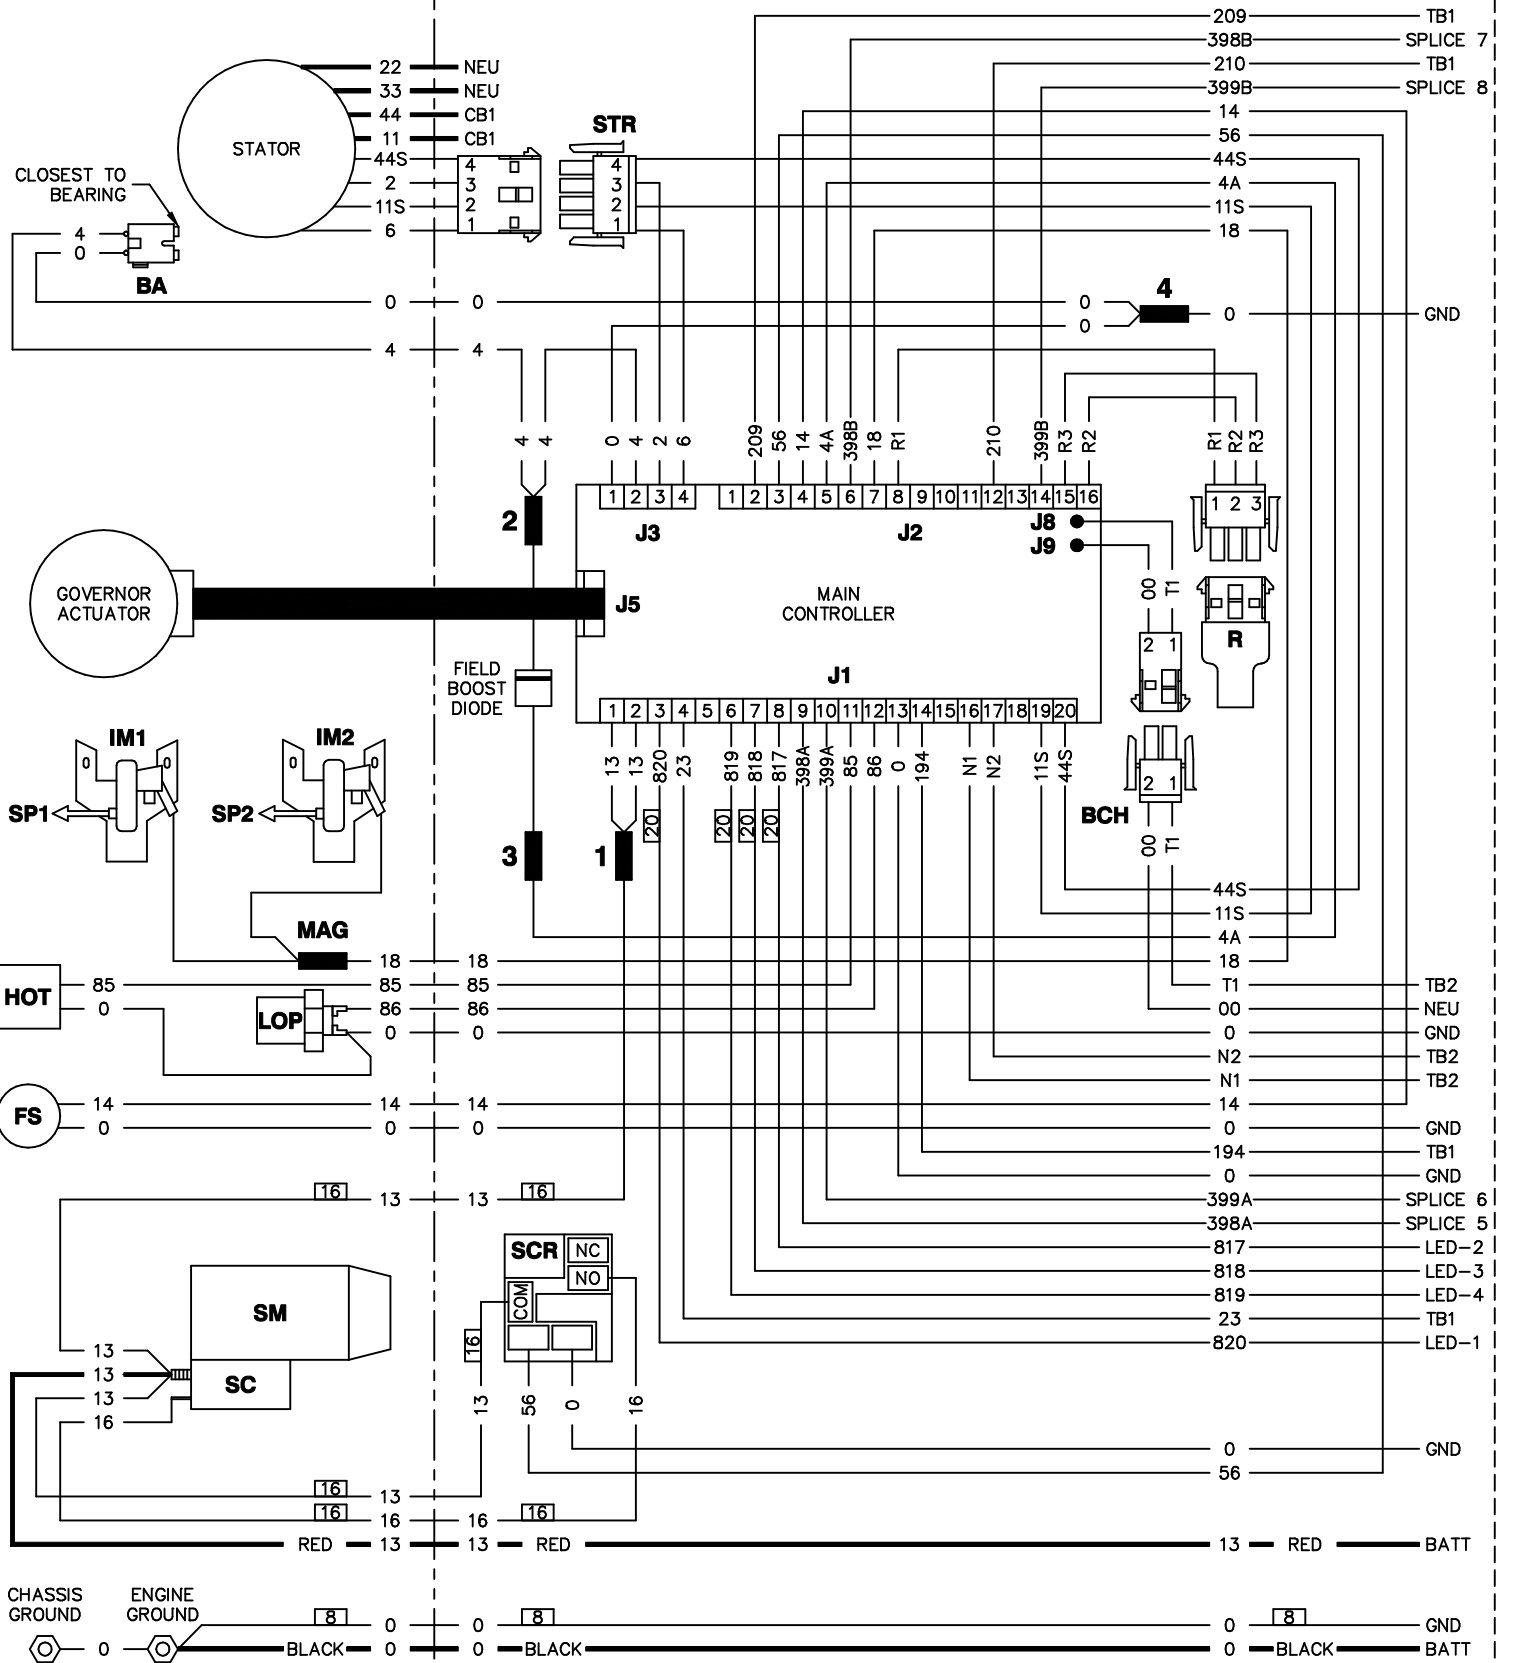 209 TB1
398B SPLICE 7
22 NEU 210 TB1
33 NEU 399B SPLICE 8
44 CB1 14
STR
11 CB1 56
STATOR
44S 4 4 44S
CLOSEST TO
BEARING
2 3 3 4A
11S 2 2 11S
6 1 1 18
4
0
BA
4
0 0 0 0 GND
0
4 4
4 4 0 4 2 6 209 56 14 4A 398B 18 R1 210 399B R3 R2 R1 R2 R3
1 2 3 4 1 2 3 4 5 6 7 8 9 10 11 12 13 14 15 16 1 2 3
2 J3 J2 J8
J9
00 T1
GOVERNOR
ACTUATOR
J5
MAIN
CONTROLLER
2 1
R
FIELD
BOOST
DIODE
J1
1 2 3 4 5 6 7 8 9 10 11 12 13 14 15 16 17 18 19 20
IM1 IM2
0 0 0 0
13 13 820 23 819 818 817 398A 399A 85 86 0 194 N1 N2 11S 44S
2 1
SP1 SP2 BCH
20 20 20 20
3 1 00 T1
44S
11S
MAG
4A
18 18 18
HOT
85 85 85 T1 TB2
0 86 86 00 NEU
LOP
0 0 0 GND
N2 TB2
N1 TB2
FS
14 14 14 14
0 0 0 0 GND
194 TB1
0 GND
16 13 13 16 399A SPLICE 6
398A SPLICE 5
SCR NC 817 LED-2
NO 818 LED-3
COM 819 LED-4
SM
23 TB1
16 820 LED-1
13
13
SC
13
16
13 56 0 16
0 GND
56
16 13
16 16 16 16
RED 13 13 RED 13 RED BATT
CHASSIS
GROUND
ENGINE
GROUND
8 0 0 8 0 8 GND
0 BLACK 0 0 BLACK 0 BLACK BATT